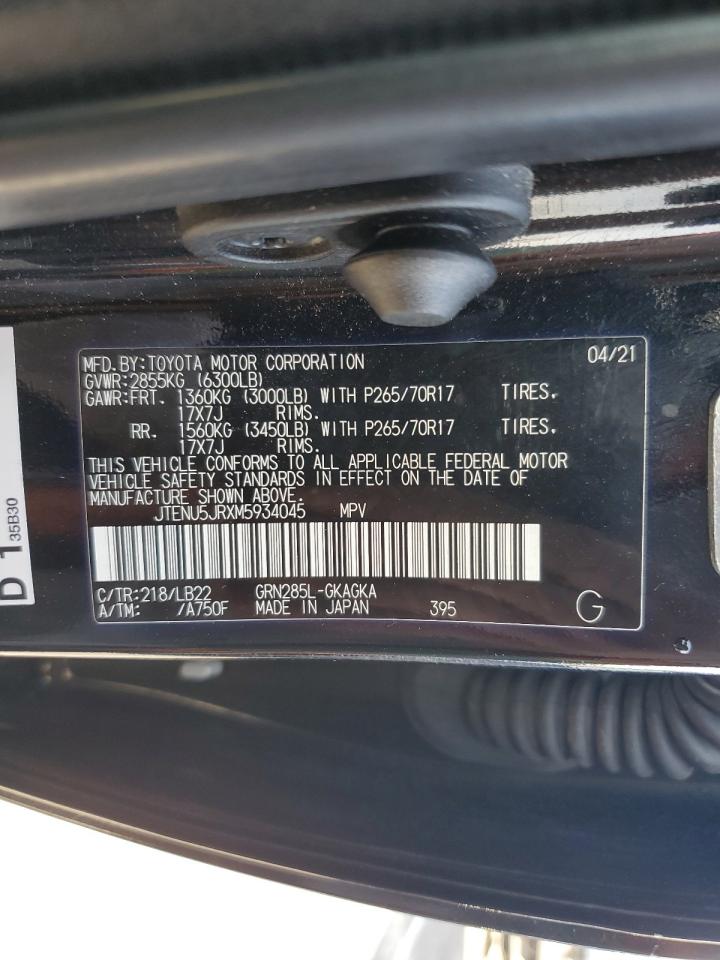 MFD.BY:TOYOTA MOTOR CORPORATION 04/21
GVWR:2855KG (6300LB)
GAWR:FRT. 1360KG (3000LB) WITH P265/70R17 TIRES.
17X7J RIMS.
RR. 1560KG (3450LB) WITH P265/70R17 TIRES.
17X7J RIMS.
THIS VEHICLE CONFORMS TO ALL APPLICABLE FEDERAL MOTOR
VEHICLE SAFETY STANDARDS IN EFFECT ON THE DATE OF
MANUFACTURE SHOWN ABOVE.
JTENU5JRXM5934045 MPV
C/TR:218/LB22 GRN285L-GKAGKA
A/TM: /A750F MADE IN JAPAN 395 G
D 1
35B30